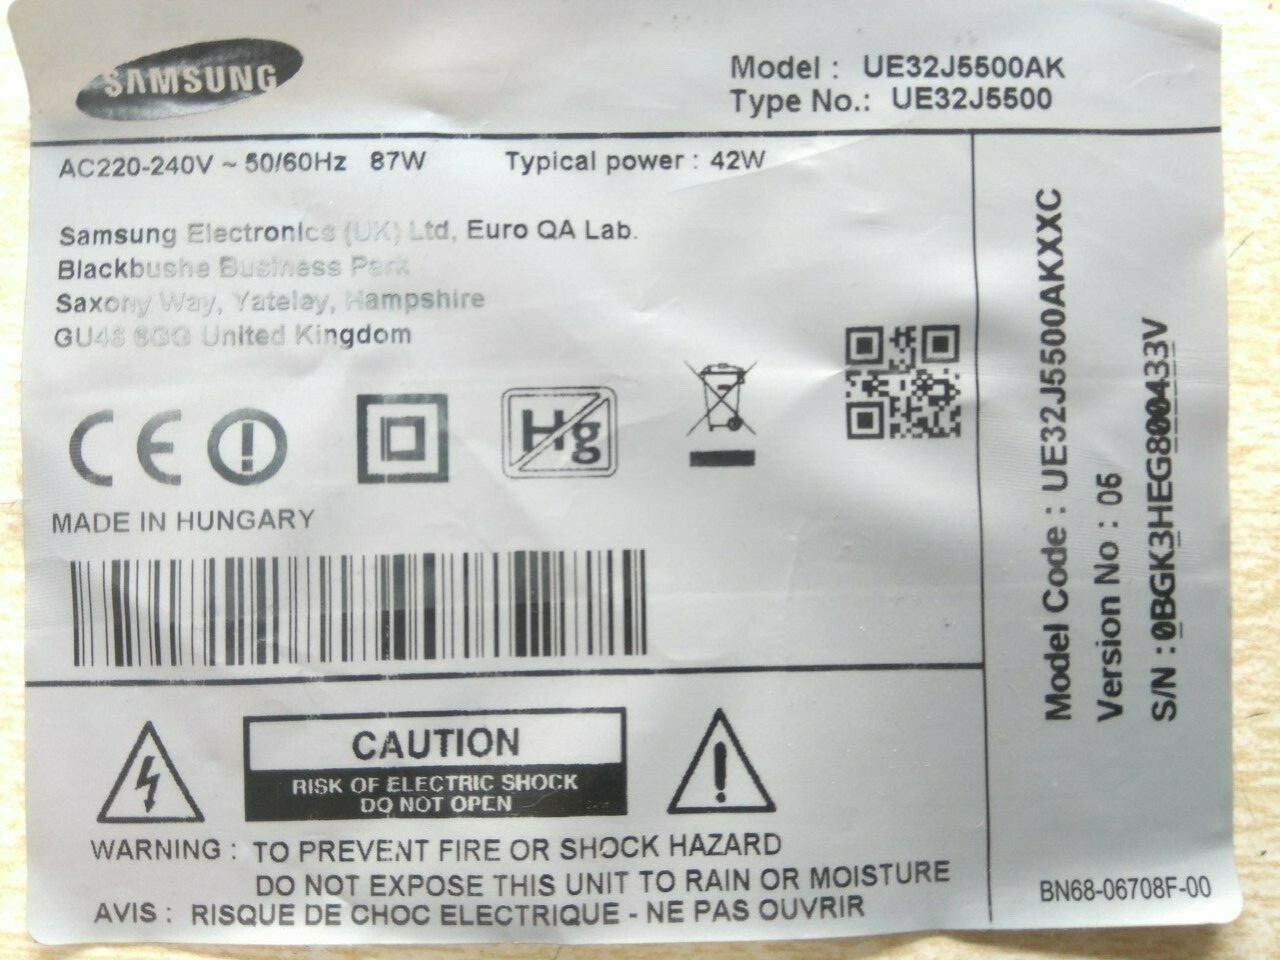 SAMSUNG
Model : UE32J5500AK
Type No.: UE32J5500
AC220-240V ~ 50/60Hz 87W Typical power : 42W
Samsung Electronics (UK) Ltd, Euro QA Lab.
Blackbushe Business Park
Saxony Way, Yateley, Hampshire
GU46 6GG United Kingdom
CE
Hg
MADE IN HUNGARY
Model Code : UE32J5500AKXXC
Version No : 05
S/N : 0BGK3HEG800433V
CAUTION
RISK OF ELECTRIC SHOCK
DO NOT OPEN
WARNING : TO PREVENT FIRE OR SHOCK HAZARD
DO NOT EXPOSE THIS UNIT TO RAIN OR MOISTURE
AVIS : RISQUE DE CHOC ELECTRIQUE - NE PAS OUVRIR
BN68-06708F-00